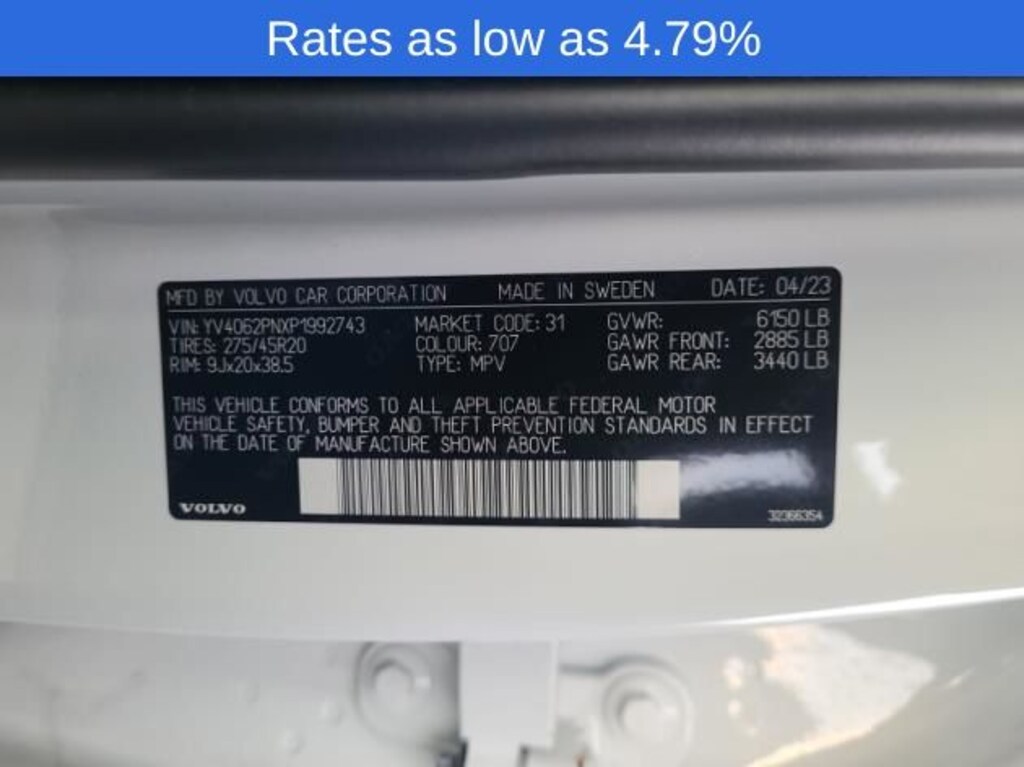 Rates as low as 4.79%
MFD BY VOLVO CAR CORPORATION MADE IN SWEDEN DATE: 04/23
VIN: YV4062PNXP1992743 MARKET CODE: 31 GVWR: 6150 LB
TIRES: 275/45R20 COLOUR: 707 GAWR FRONT: 2885 LB
RIM: 9Jx20x38.5 TYPE: MPV GAWR REAR: 3440 LB
THIS VEHICLE CONFORMS TO ALL APPLICABLE FEDERAL MOTOR
VEHICLE SAFETY, BUMPER AND THEFT PREVENTION STANDARDS IN EFFECT
ON THE DATE OF MANUFACTURE SHOWN ABOVE.
VOLVO 32366354